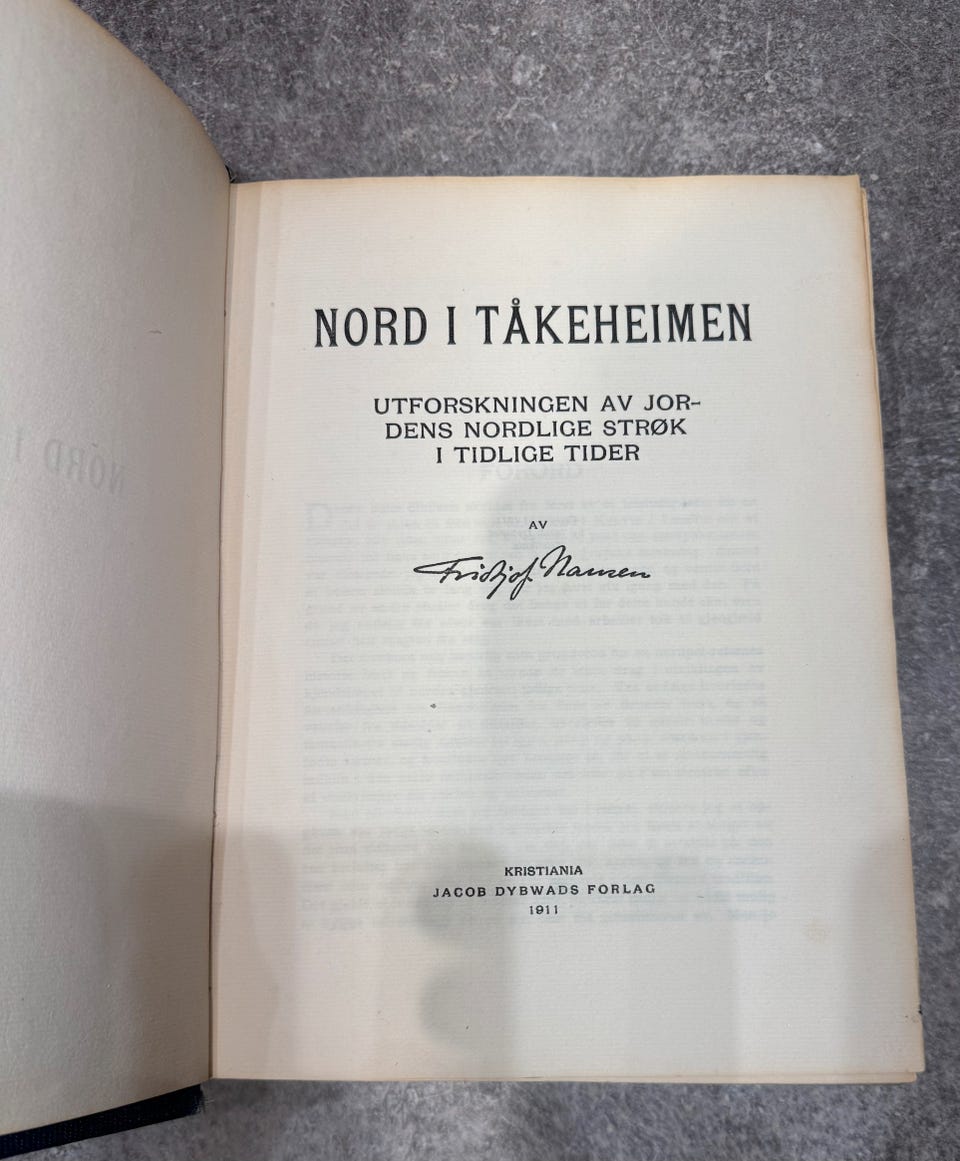 NORD I TÅKEHEIMEN
UTFORSKNINGEN AV JOR-
DENS NORDLIGE STRØK
I TIDLIGE TIDER
AV
Fridtjof Nansen
KRISTIANIA
JACOB DYBWADS FORLAG
1911